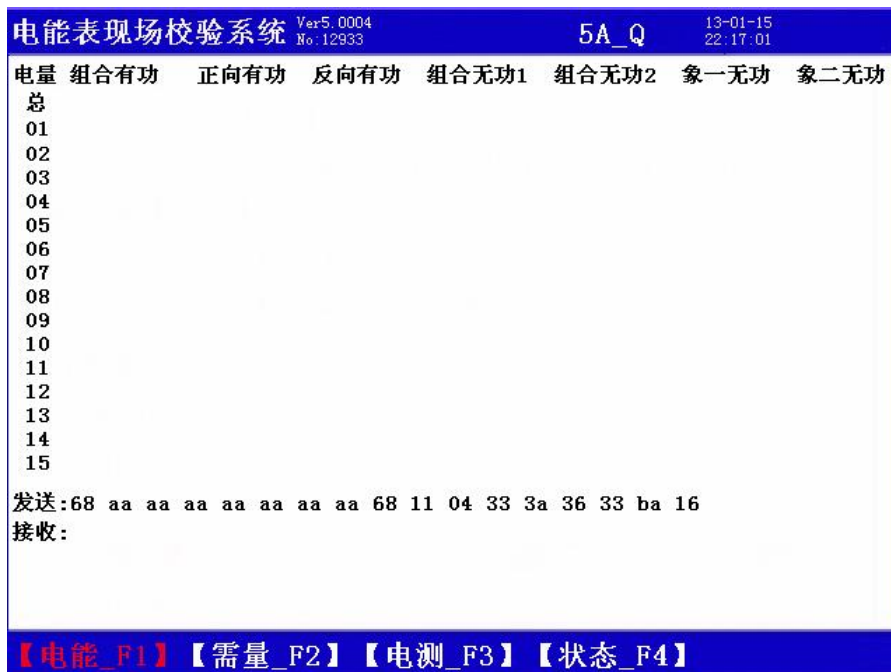 电能表现场校验系统 Ver5.0004 No:12933 5A_Q 13-01-15 22:17:01
电量 组合有功 正向有功 反向有功 组合无功1 组合无功2 象一无功 象二无功
总
01
02
03
04
05
06
07
08
09
10
11
12
13
14
15
发送:68 aa aa aa aa aa aa aa 68 11 04 33 3a 36 33 ba 16
接收:
【电能_F1】【需量_F2】【电测_F3】【状态_F4】